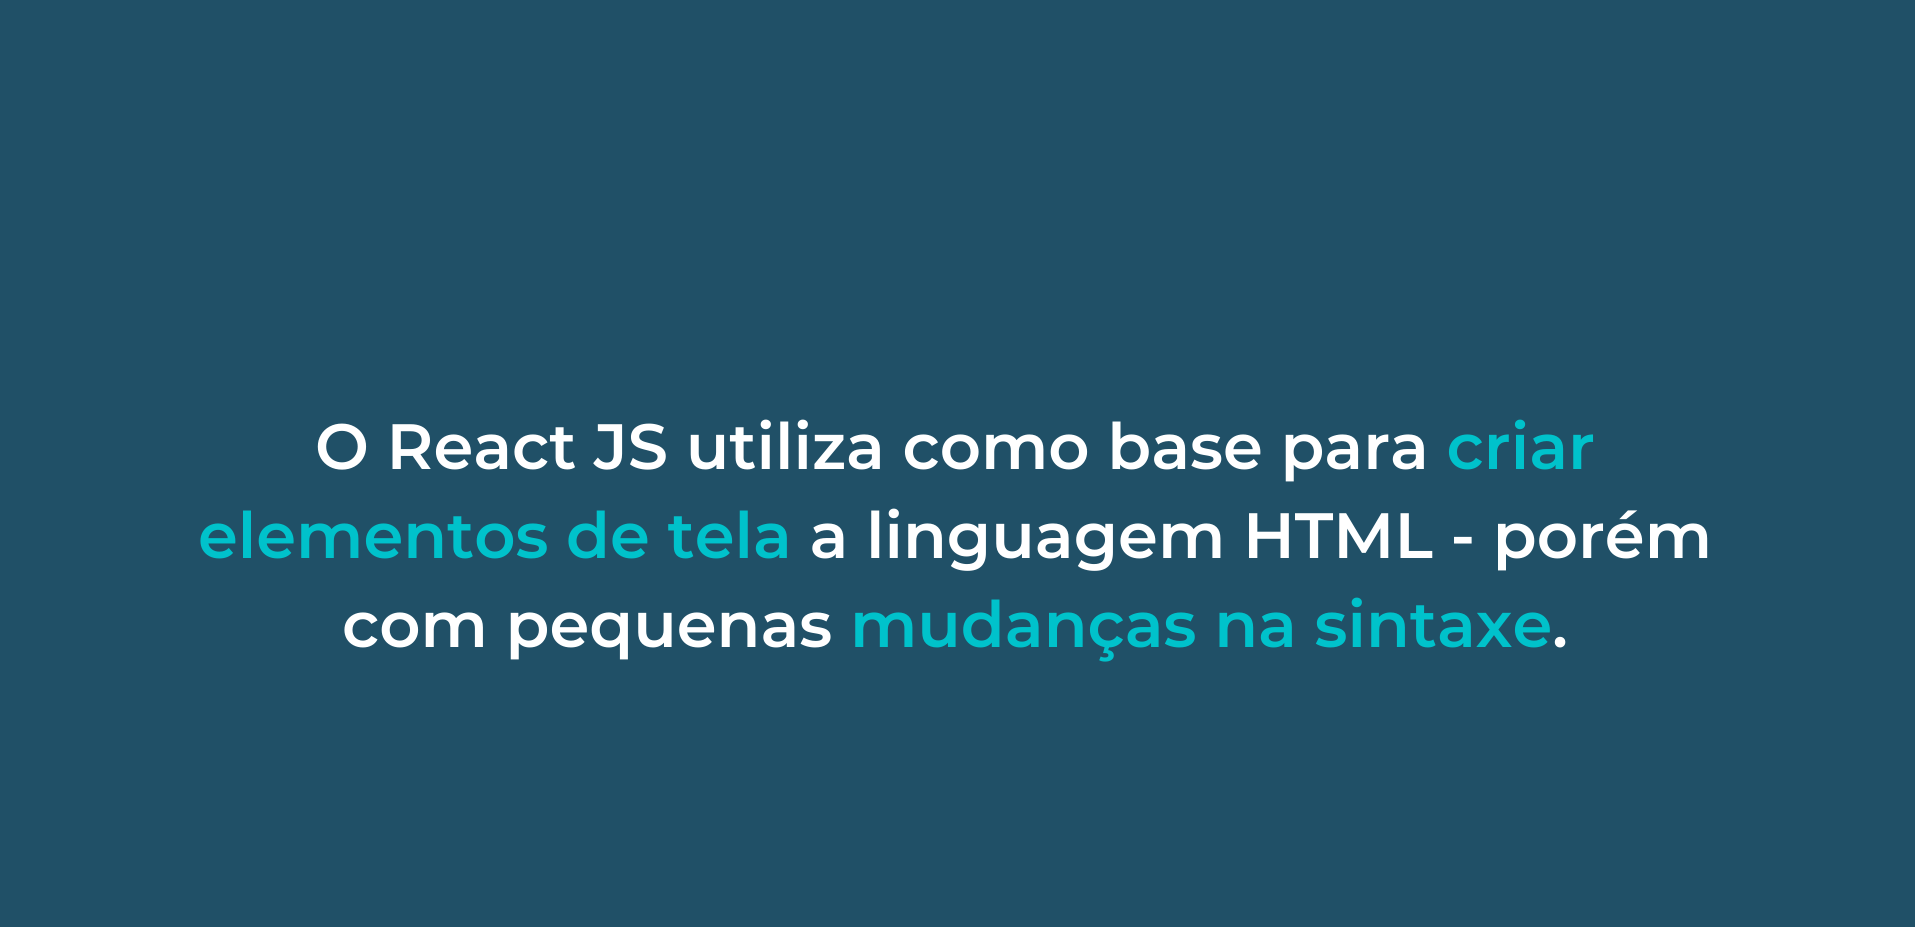 O React JS utiliza como base para criar
elementos de tela a linguagem HTML - porém
com pequenas mudanças na sintaxe.